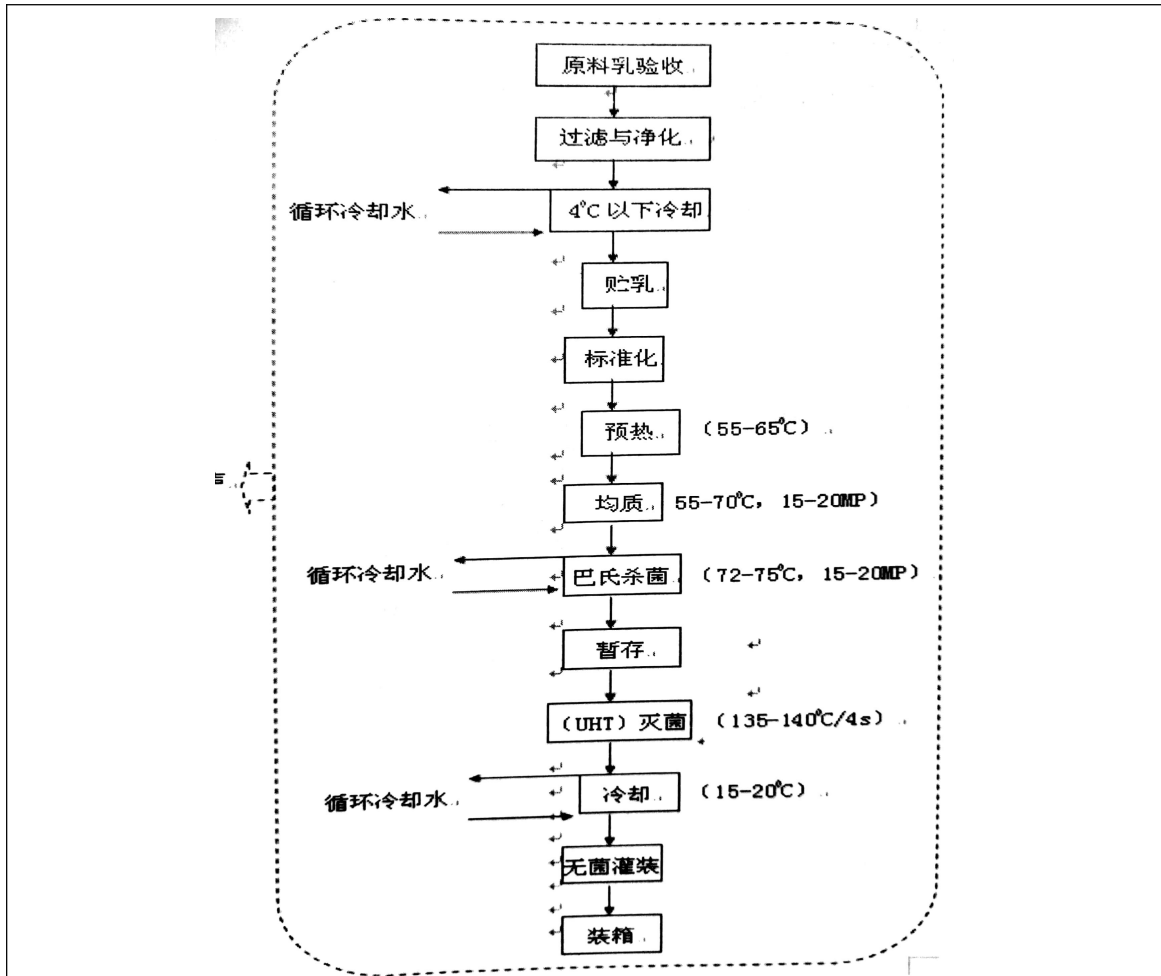 原料乳验收
过滤与净化
循环冷却水
4℃以下冷却
贮乳
标准化
预热 (55-65℃)
均质 55-70℃, 15-20MP)
循环冷却水
巴氏杀菌 (72-75℃, 15-20MP)
暂存
(UHT) 灭菌 (135-140℃/4s)
循环冷却水
冷却 (15-20℃)
无菌灌装
装箱